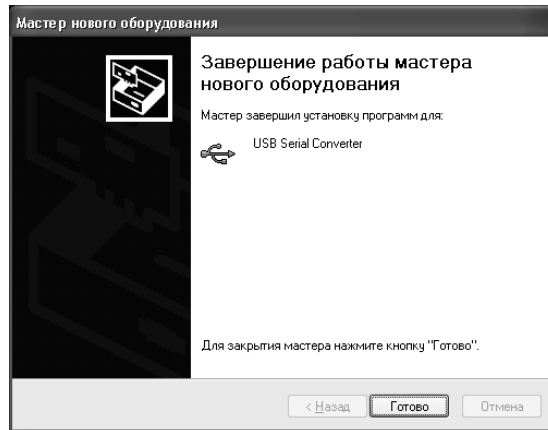 Мастер нового оборудования
Завершение работы мастера
нового оборудования
Мастер завершил установку программ для:
USB Serial Converter
Для закрытия мастера нажмите кнопку "Готово".
< Назад Готово Отмена